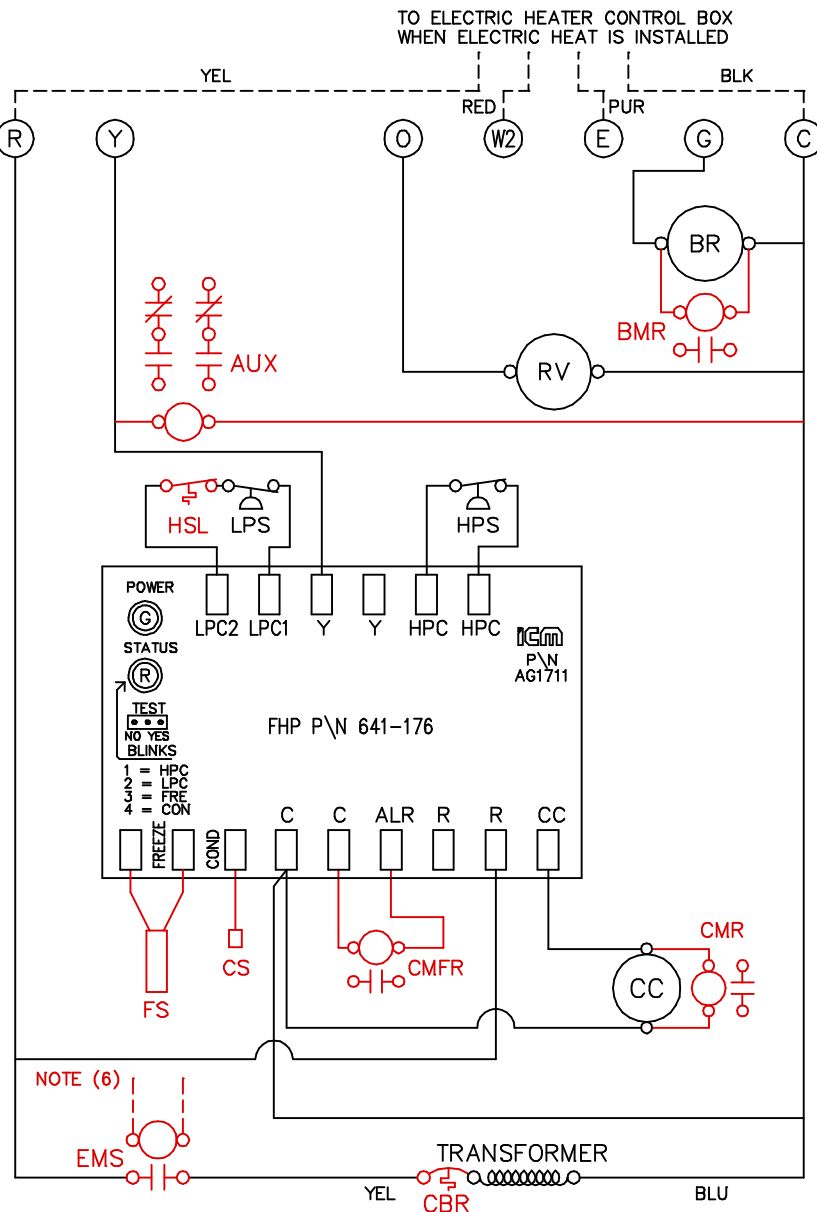 TO ELECTRIC HEATER CONTROL BOX
WHEN ELECTRIC HEAT IS INSTALLED
YEL
BLK
RED
PUR
R
Y
O
W2
E
G
C
BR
BMR
AUX
RV
HSL
LPS
HPS
POWER
G
LPC2
LPC1
Y
Y
HPC
HPC
STATUS
R
ICM
P\N
AG1711
TEST
NO YES
BLINKS
FHP P\N 641-176
1 = HPC
2 = LPC
3 = FRE
4 = CON
FREEZE
COND
C
C
ALR
R
R
CC
FS
CS
CMFR
CMR
CC
NOTE (6)
EMS
TRANSFORMER
YEL
CBR
BLU